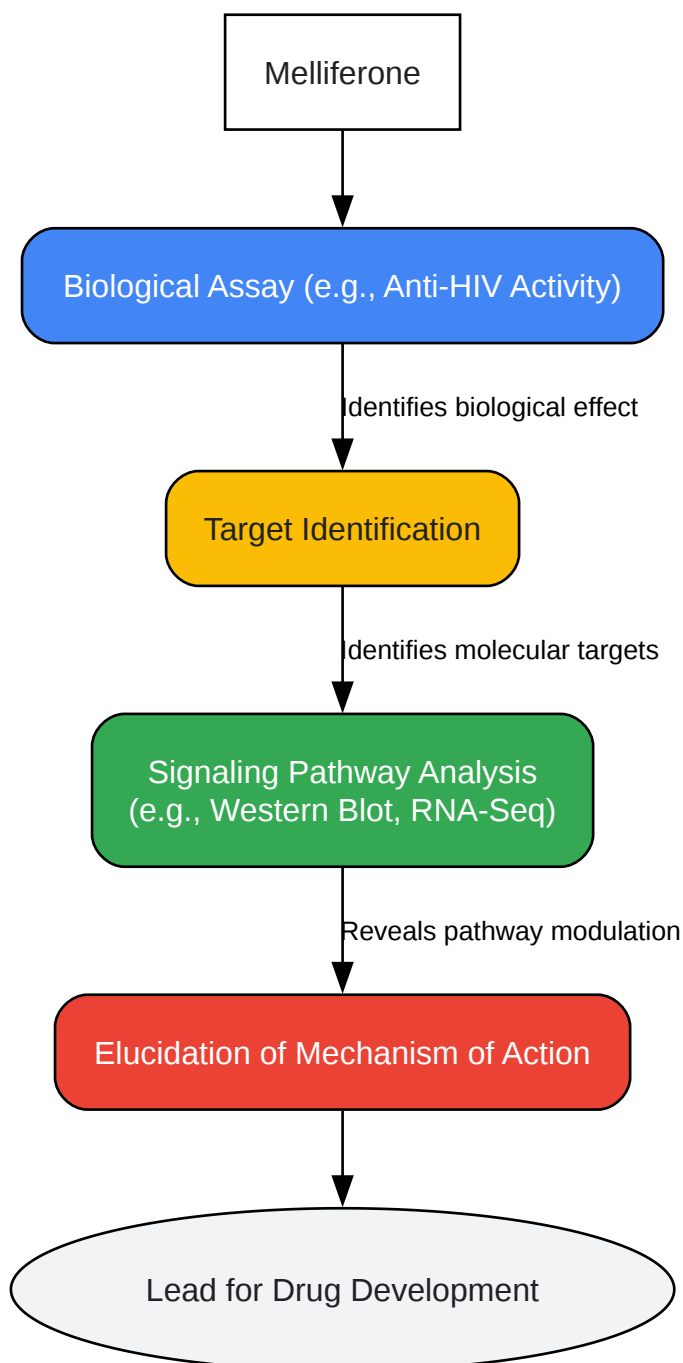 Melliferone
Biological Assay (e.g., Anti-HIV Activity)
Identifies biological effect
Target Identification
Identifies molecular targets
Signaling Pathway Analysis
(e.g., Western Blot, RNA-Seq)
Reveals pathway modulation
Elucidation of Mechanism of Action
Lead for Drug Development